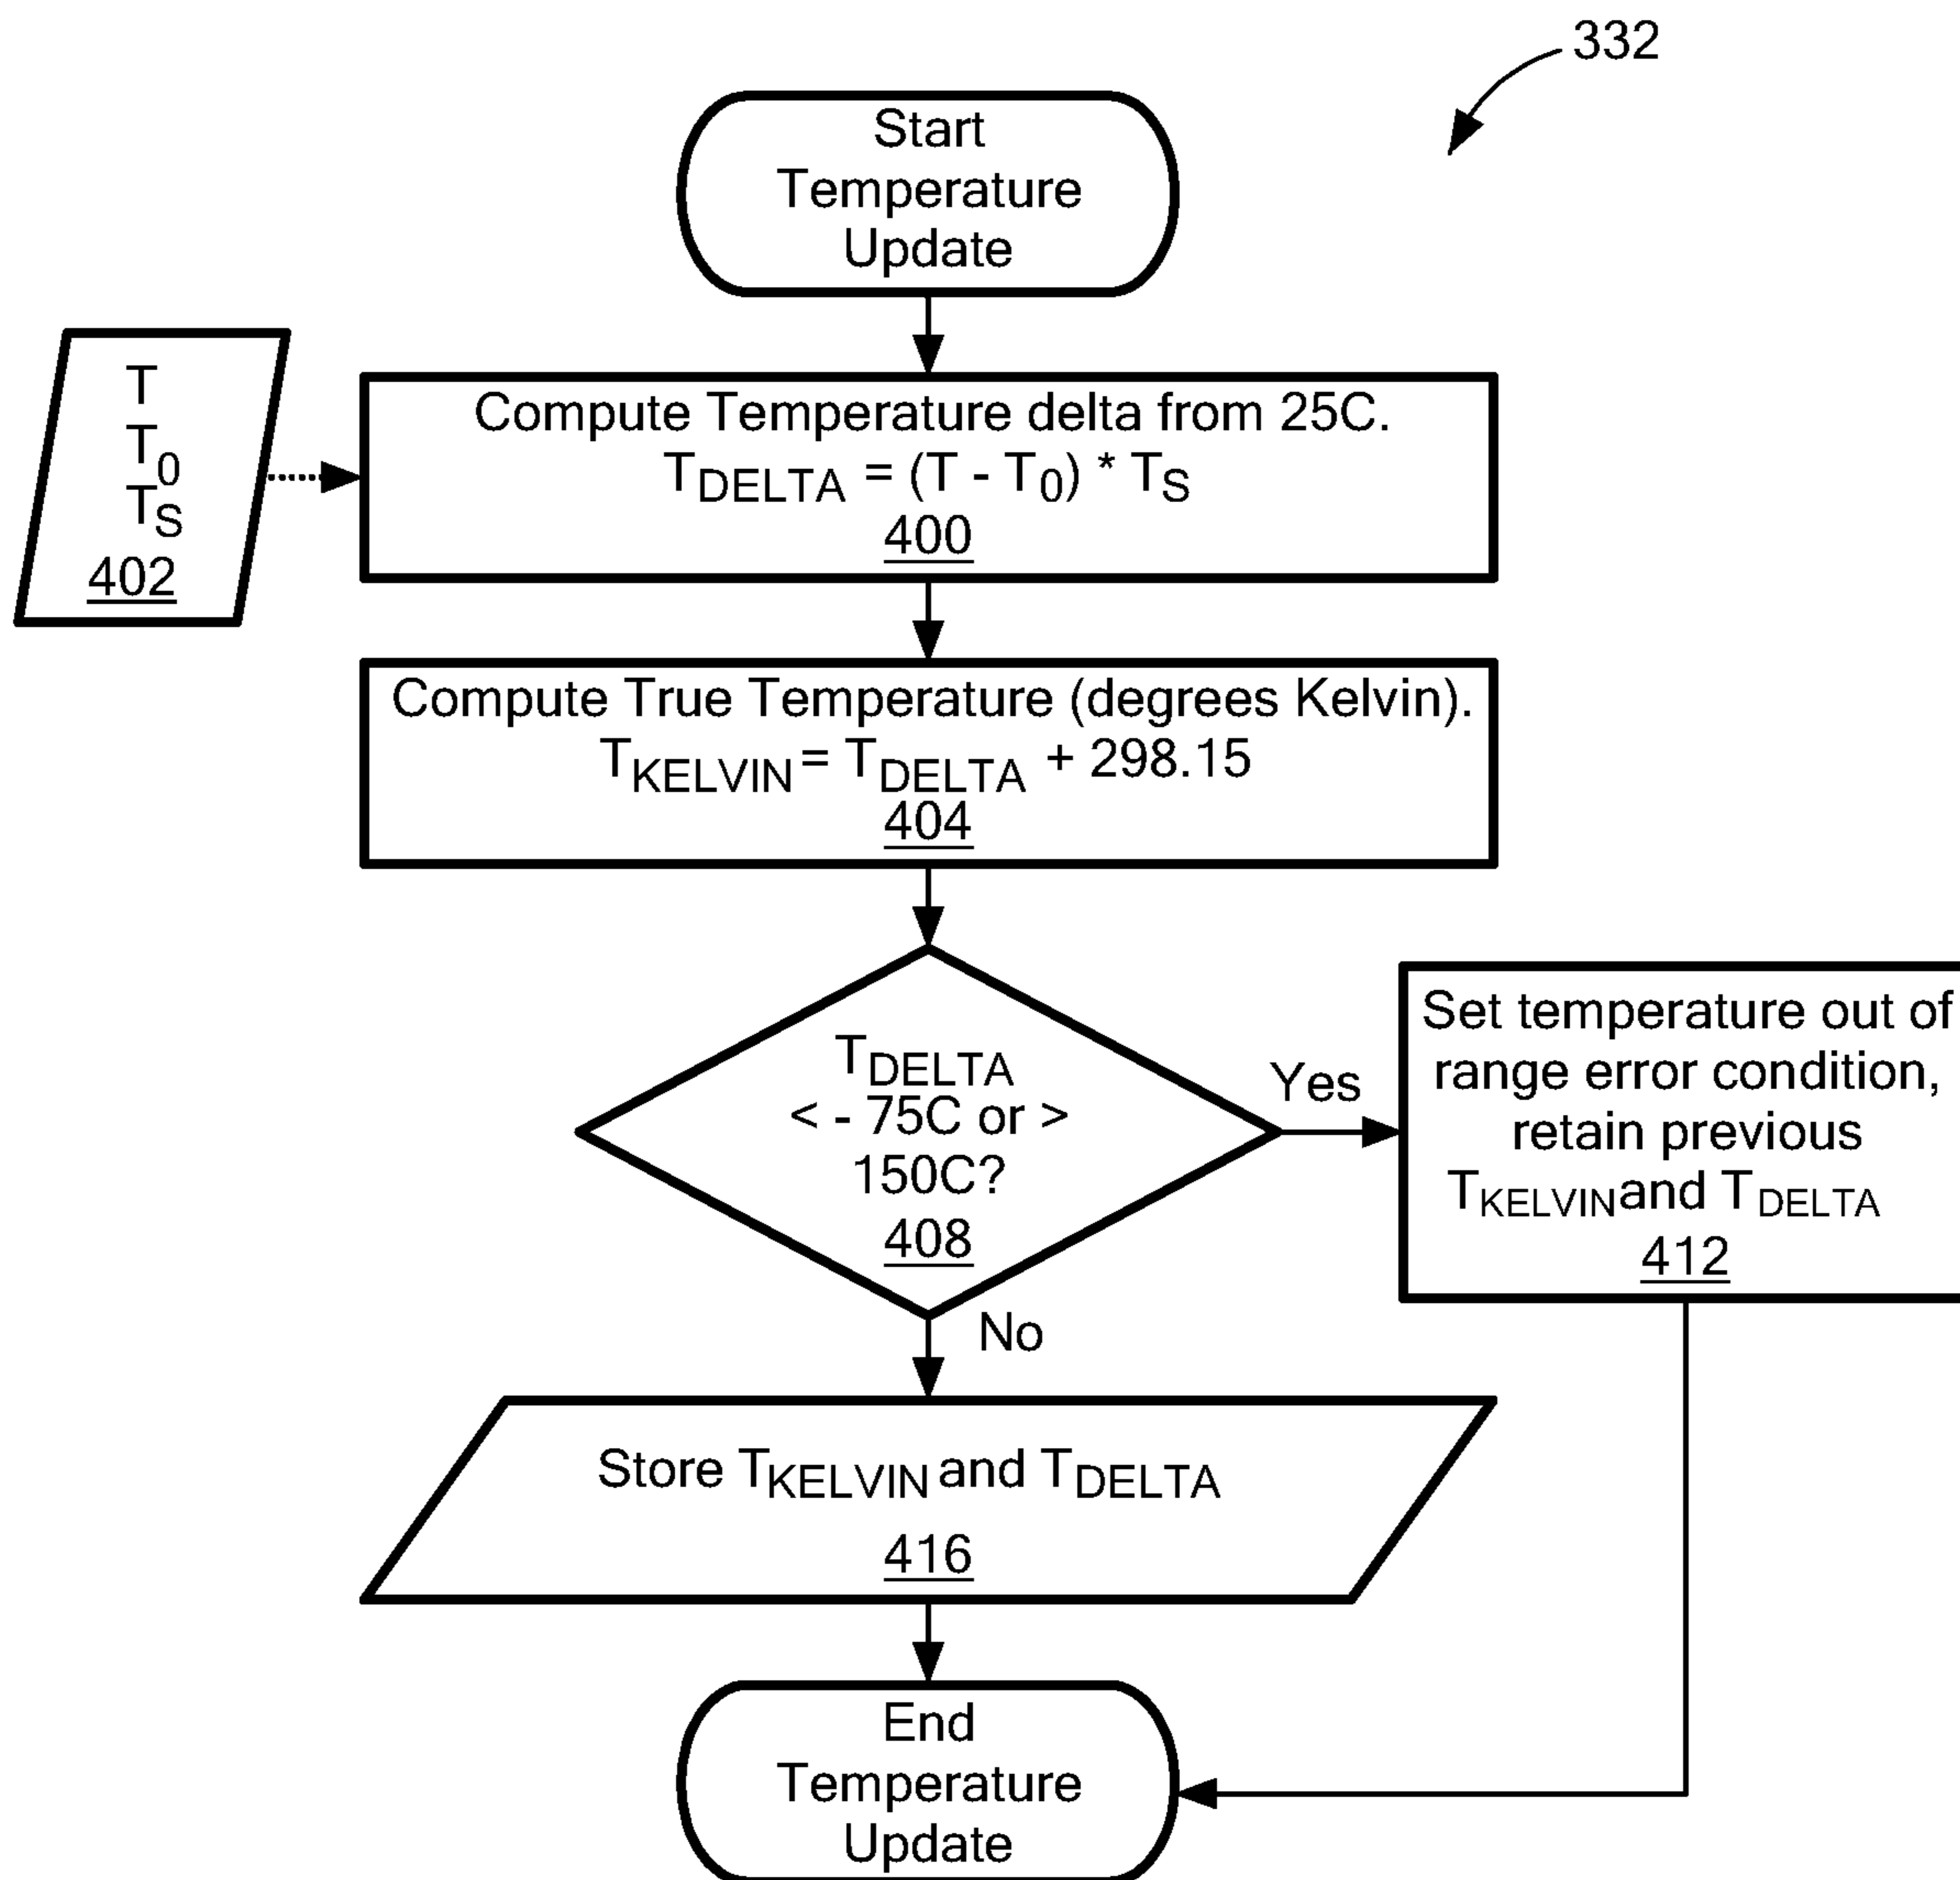 332
Start
Temperature
Update
T
T0
TS
402
Compute Temperature delta from 25C.
TDELTA = (T - T0) * TS
400
Compute True Temperature (degrees Kelvin).
TKELVIN = TDELTA + 298.15
404
TDELTA
< - 75C or >
150C?
408
Yes
Set temperature out of
range error condition,
retain previous
TKELVIN and TDELTA
412
No
Store TKELVIN and TDELTA
416
End
Temperature
Update